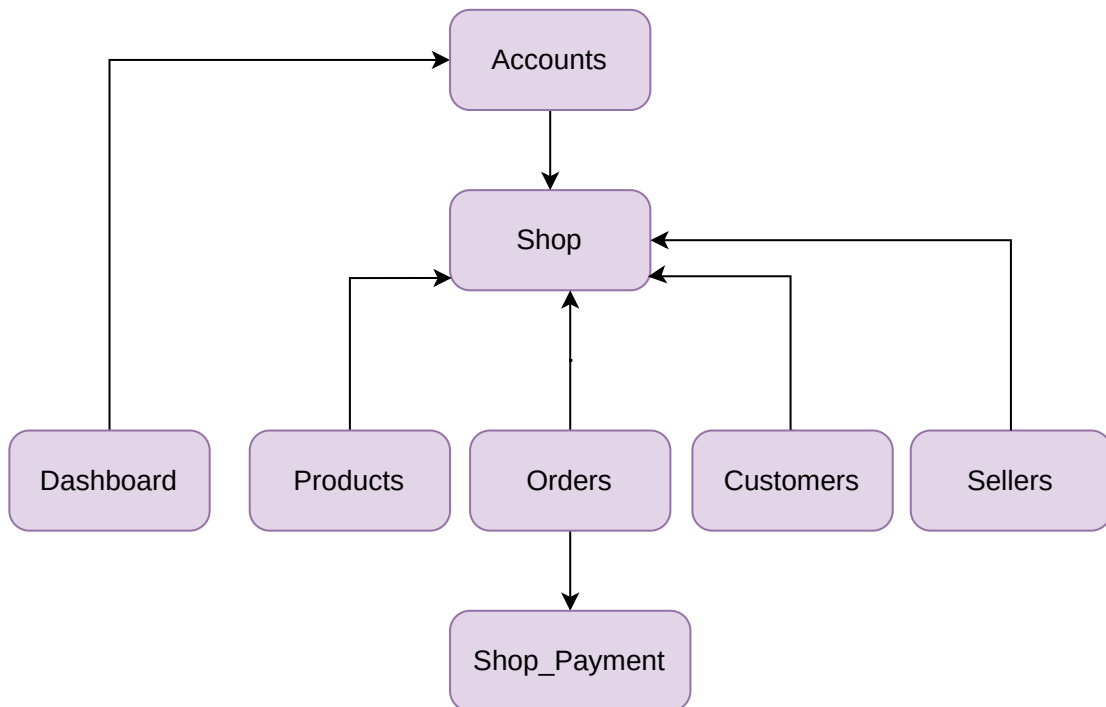 Accounts
Shop
Dashboard
Products
Orders
Customers
Sellers
Shop_Payment